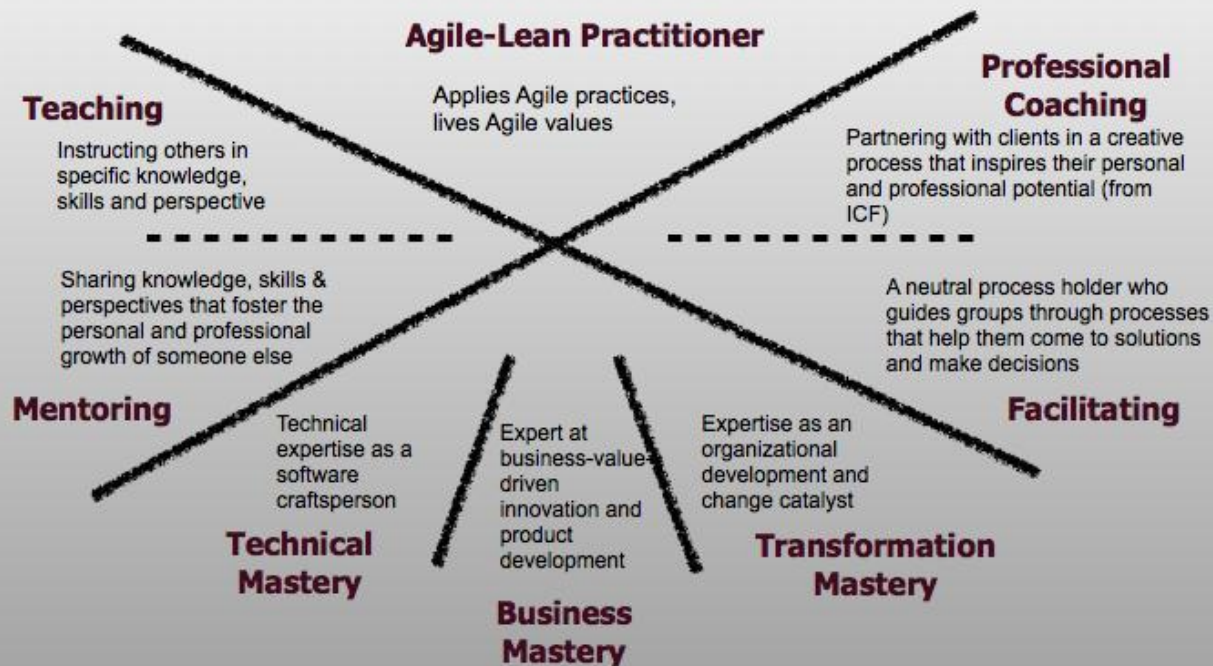 Agile-Lean Practitioner
Applies Agile practices,
lives Agile values
Teaching
Instructing others in
specific knowledge,
skills and perspective
Professional
Coaching
Partnering with clients in a creative
process that inspires their personal
and professional potential (from
ICF)
Sharing knowledge, skills &
perspectives that foster the
personal and professional
growth of someone else
Mentoring
A neutral process holder who
guides groups through processes
that help them come to solutions
and make decisions
Facilitating
Technical
expertise as a
software
craftsperson
Technical
Mastery
Expert at
business-value-
driven
innovation and
product
development
Business
Mastery
Expertise as an
organizational
development and
change catalyst
Transformation
Mastery